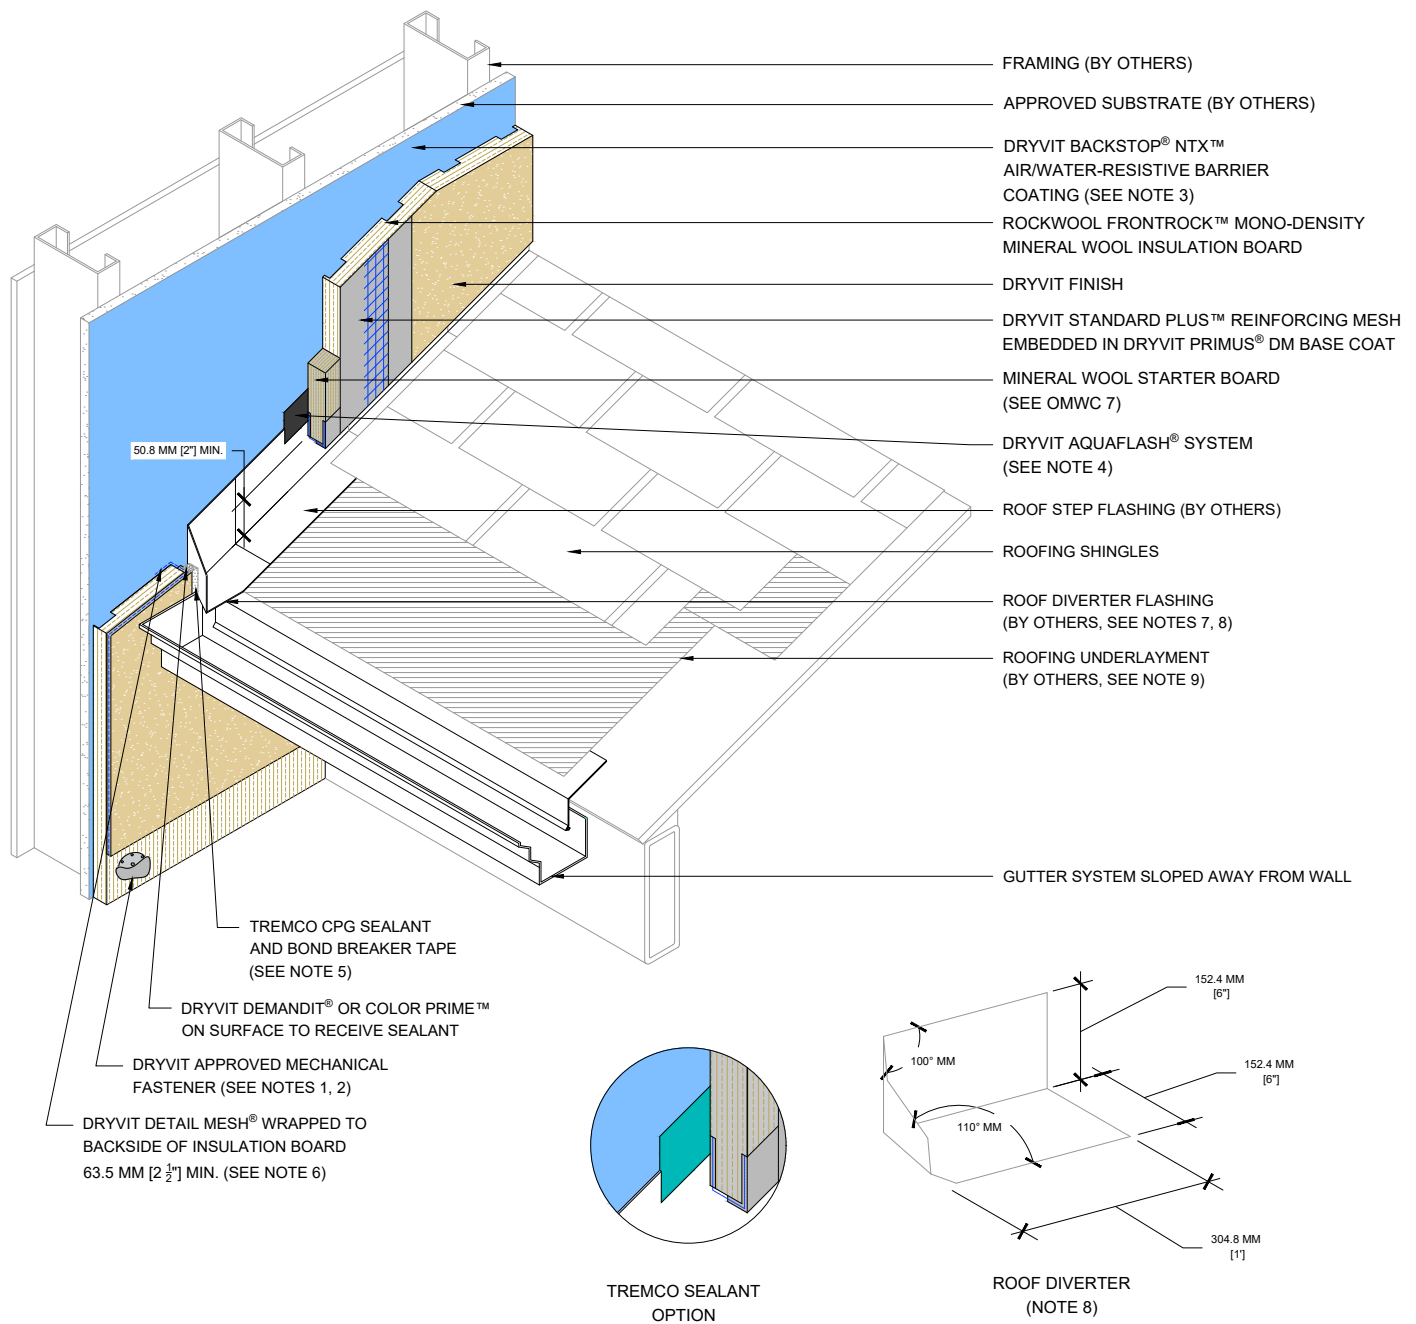 FRAMING (BY OTHERS)
APPROVED SUBSTRATE (BY OTHERS)
DRYVIT BACKSTOP® NTX™
AIR/WATER-RESISTIVE BARRIER
COATING (SEE NOTE 3)
ROCKWOOL FRONTROCK™ MONO-DENSITY
MINERAL WOOL INSULATION BOARD
DRYVIT FINISH
DRYVIT STANDARD PLUS™ REINFORCING MESH
EMBEDDED IN DRYVIT PRIMUS® DM BASE COAT
MINERAL WOOL STARTER BOARD
(SEE OMWC 7)
DRYVIT AQUAFLASH® SYSTEM
(SEE NOTE 4)
50.8 MM [2"] MIN.
ROOF STEP FLASHING (BY OTHERS)
ROOFING SHINGLES
ROOF DIVERTER FLASHING
(BY OTHERS, SEE NOTES 7, 8)
ROOFING UNDERLAYMENT
(BY OTHERS, SEE NOTE 9)
GUTTER SYSTEM SLOPED AWAY FROM WALL
TREMCO CPG SEALANT
AND BOND BREAKER TAPE
(SEE NOTE 5)
DRYVIT DEMANDIT® OR COLOR PRIME™
ON SURFACE TO RECEIVE SEALANT
DRYVIT APPROVED MECHANICAL
FASTENER (SEE NOTES 1, 2)
DRYVIT DETAIL MESH® WRAPPED TO
BACKSIDE OF INSULATION BOARD
63.5 MM [2 1/2"] MIN. (SEE NOTE 6)
TREMCO SEALANT
OPTION
152.4 MM
[6"]
100° MM
152.4 MM
[6"]
110° MM
304.8 MM
[1']
ROOF DIVERTER
(NOTE 8)